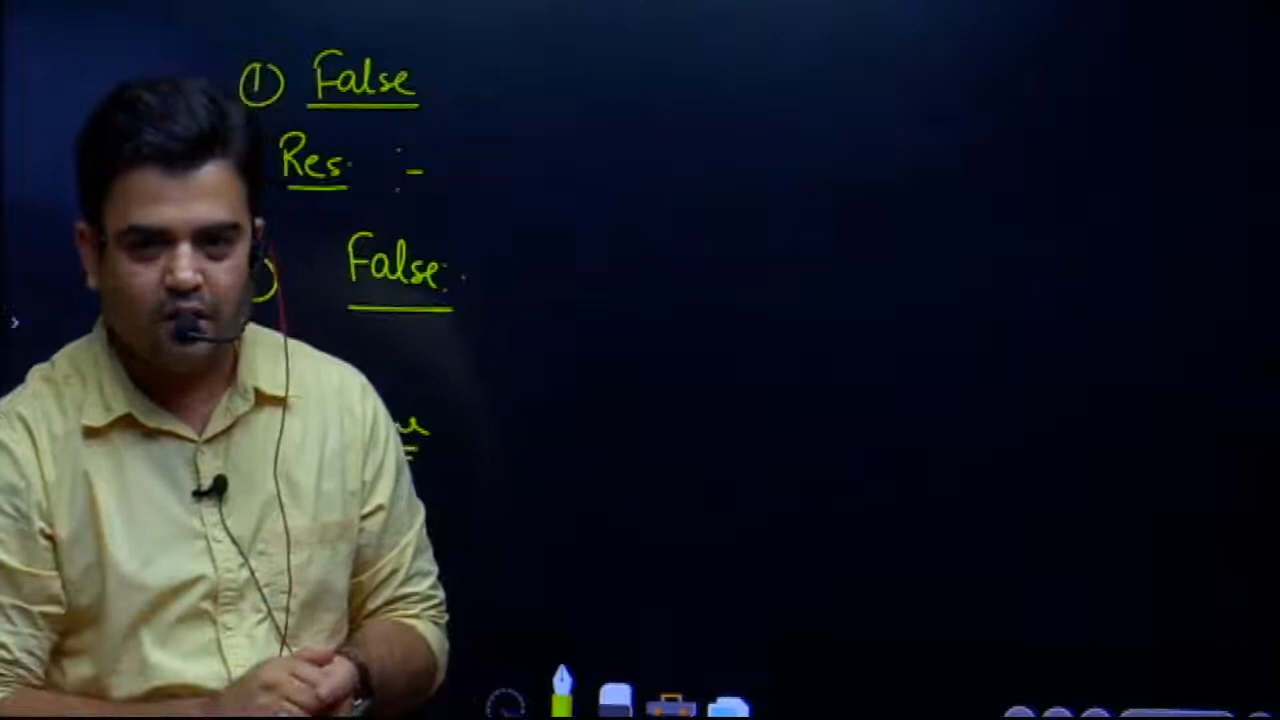 ① False
Res. :-
False.